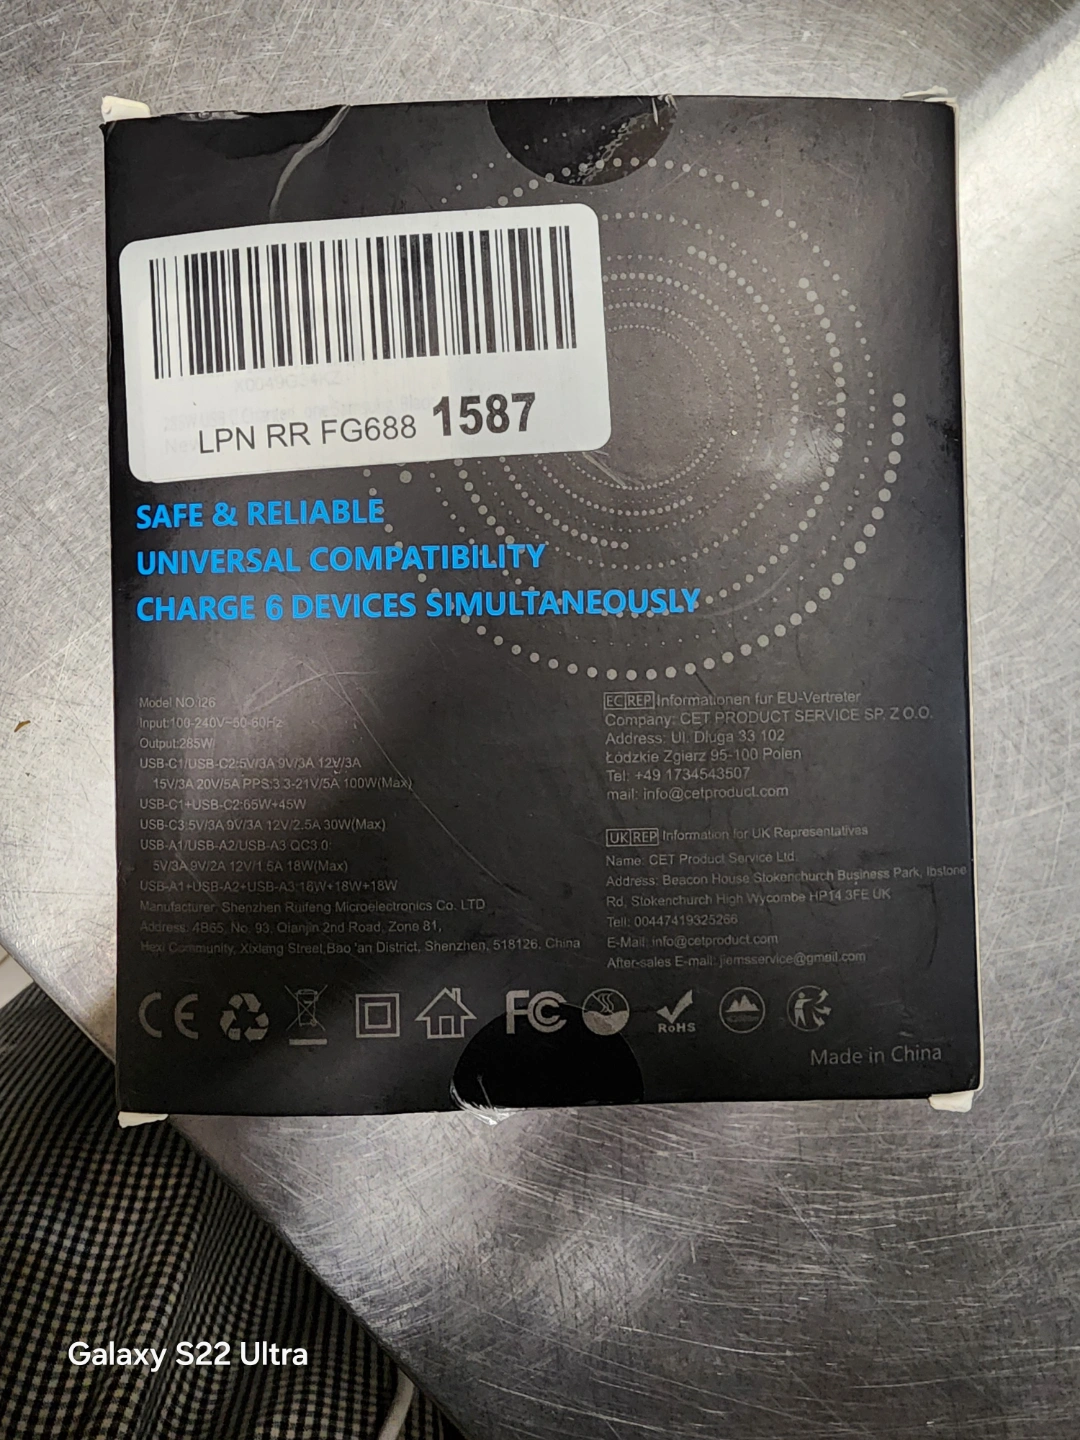 LPN RR FG688 1587
SAFE & RELIABLE
UNIVERSAL COMPATIBILITY
CHARGE 6 DEVICES SIMULTANEOUSLY
Model NO.:i26
Input:100-240V~50-60Hz
Output:285W
USB-C1/USB-C2:5V/3A 9V/3A 12V/3A
15V/3A 20V/5A PPS:3.3-21V/5A 100W(Max)
USB-C1+USB-C2:65W+45W
USB-C3:5V/3A 9V/3A 12V/2.5A 30W(Max)
USB-A1/USB-A2/USB-A3 QC3.0:
5V/3A 9V/2A 12V/1.6A 18W(Max)
USB-A1+USB-A2+USB-A3:18W+18W+18W
Manufacturer: Shenzhen Ruifeng Microelectronics Co. LTD
Address: 4B65, No. 93, Qianjin 2nd Road, Zone 81,
Hexi Community, Xixiang Street,Bao 'an District, Shenzhen, 518126, China
EC REP Informationen fur EU-Vertreter
Company: CET PRODUCT SERVICE SP. Z O.O.
Address: Ul. Dluga 33 102
Łódzkie Zgierz 95-100 Polen
Tel: +49 1734543507
mail: info@cetproduct.com
UK REP Information for UK Representatives
Name: CET Product Service Ltd.
Address: Beacon House Stokenchurch Business Park, Ibstone
Rd, Stokenchurch High Wycombe HP14 3FE UK
Tell: 00447419325266
E-Mail: info@cetproduct.com
After-sales E-mail: jiemsservice@gmail.com
CE FC RoHS
Made in China
Galaxy S22 Ultra